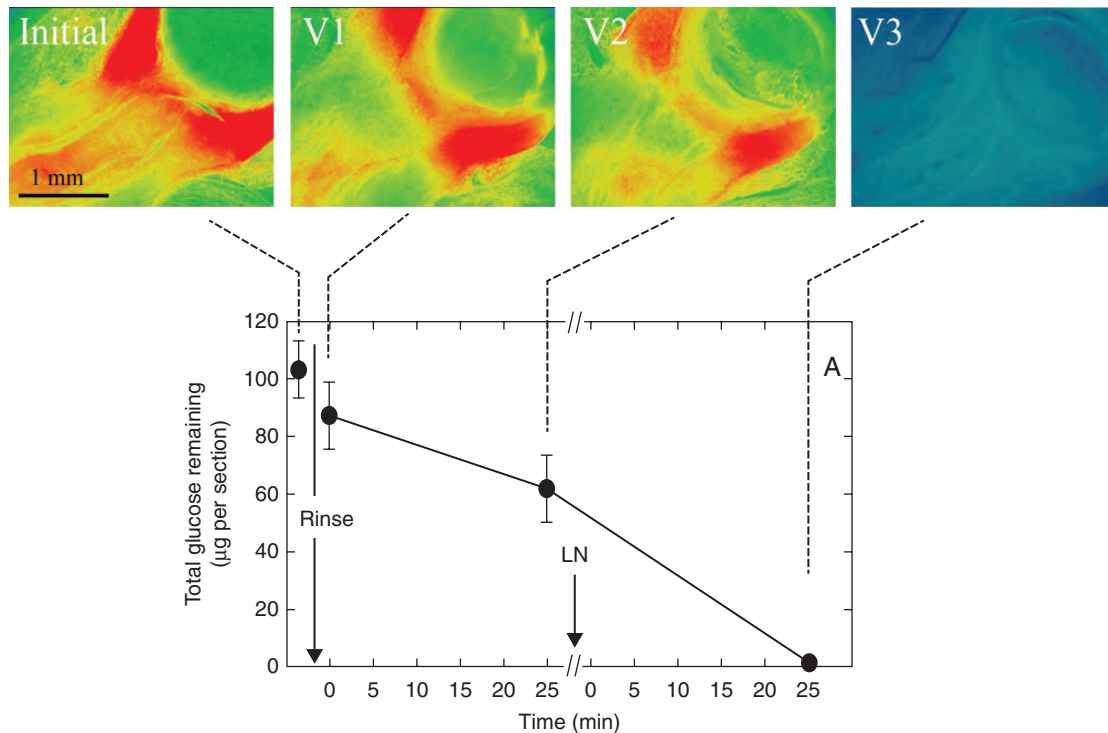 Initial
V1
V2
V3
1 mm
120
100
80
60
40
20
0
Total glucose remaining
(µg per section)
Rinse
LN
A
0 5 10 15 20 25 0 5 10 15 20 25
Time (min)